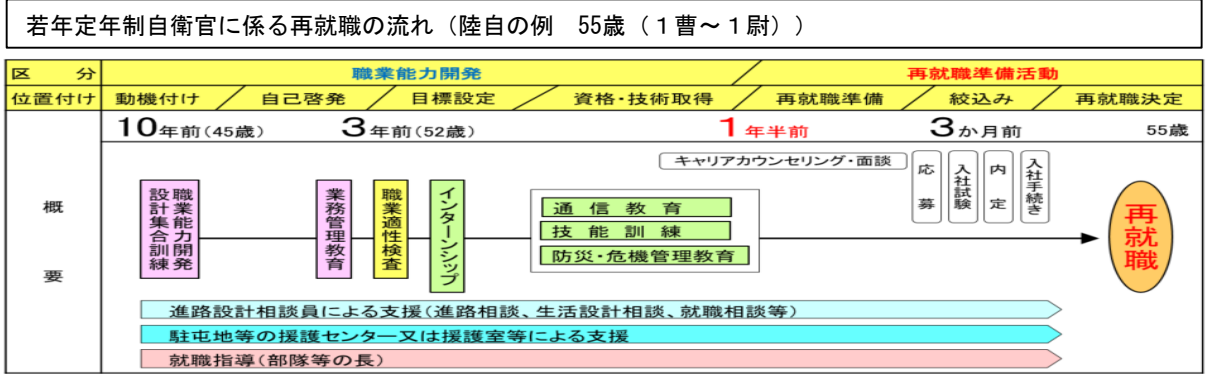 若年定年制自衛官に係る再就職の流れ（陸自の例　55歳（１曹～１尉））
区　分
職業能力開発
再就職準備活動
位置付け
動機付け
自己啓発
目標設定
資格・技術取得
再就職準備
絞込み
再就職決定
10年前(45歳)
3年前(52歳)
1年半前
3か月前
55歳
概要
キャリアカウンセリング・面談
応募
入社試験
内定
入社手続き
職業能力開発
設計集合訓練
業務管理教育
職業適性検査
インターンシップ
通信教育
技能訓練
防災・危機管理教育
再就職
進路設計相談員による支援(進路相談、生活設計相談、就職相談等)
駐屯地等の援護センター又は援護室等による支援
就職指導(部隊等の長)